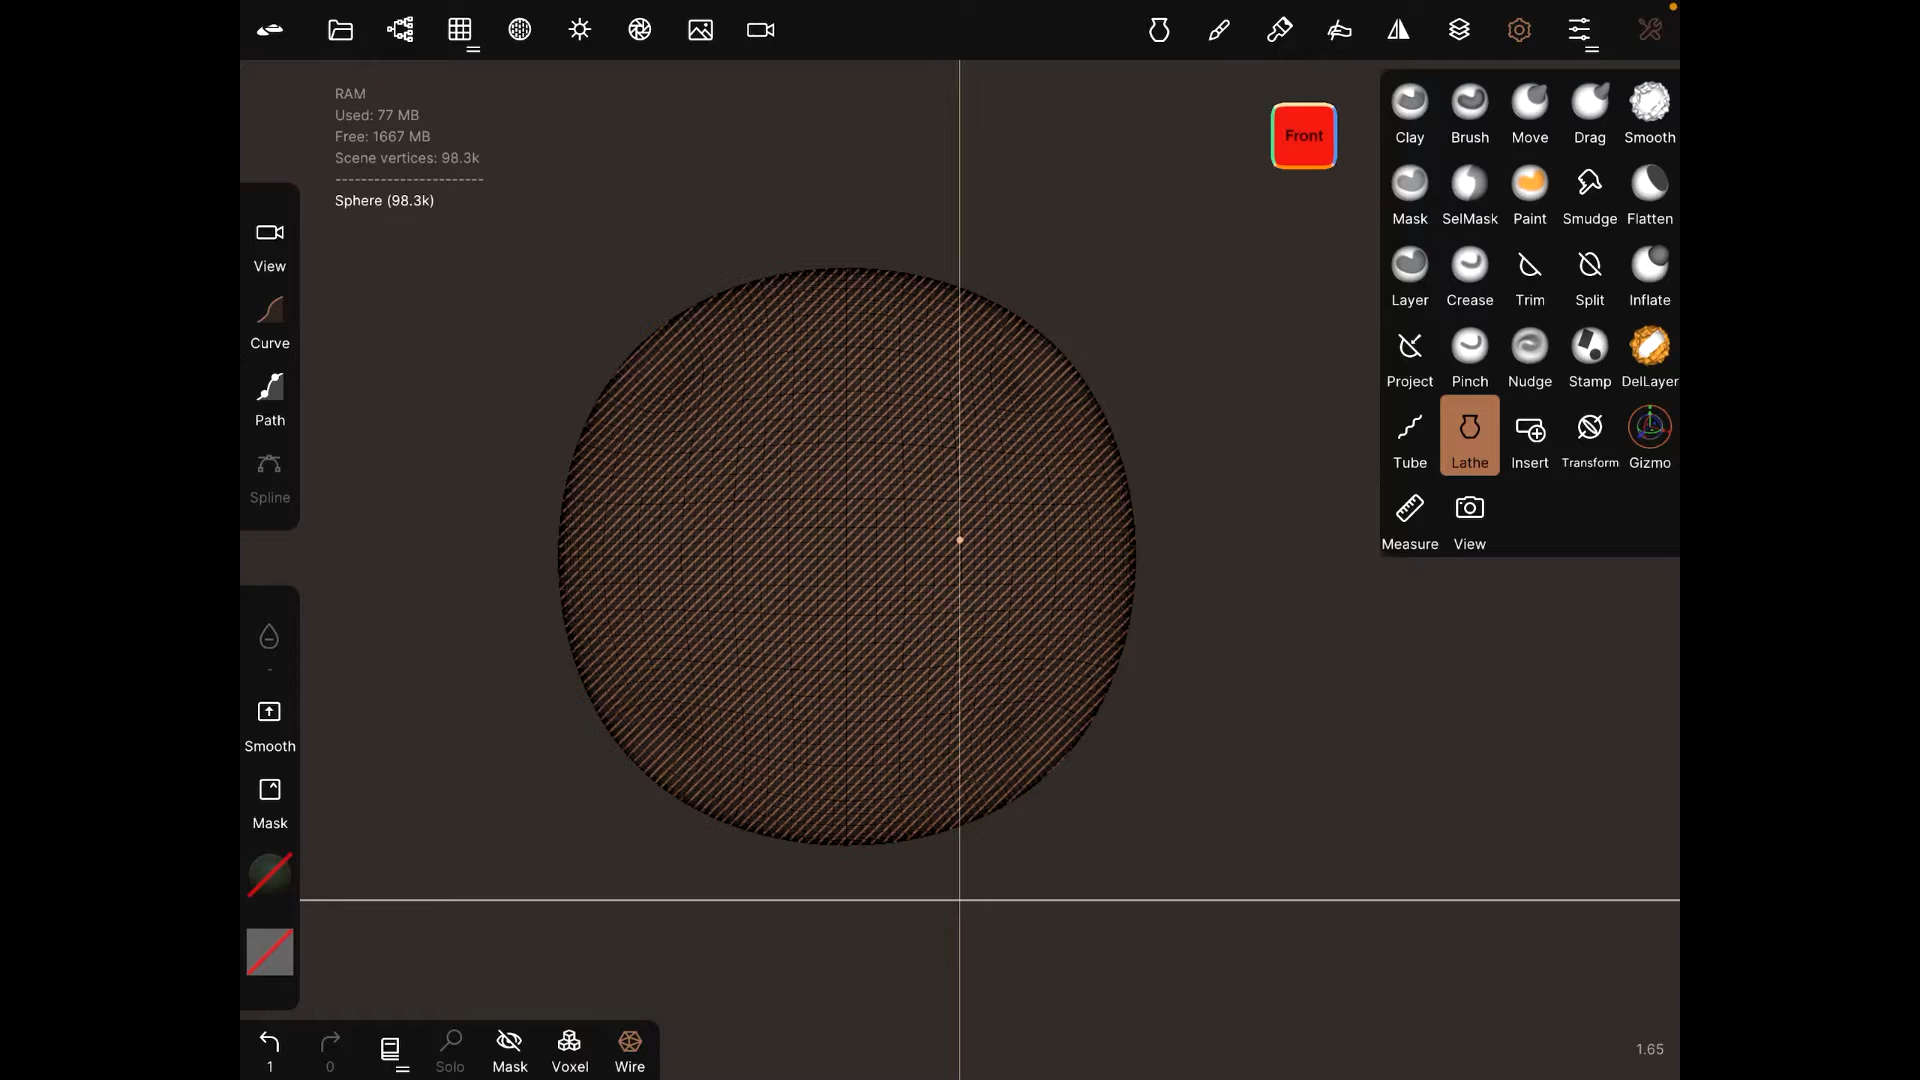 RAM
Used: 77 MB
Free: 1667 MB
Scene vertices: 98.3k
-----------------------
Sphere (98.3k)
Front
Clay Brush Move Drag Smooth
Mask SelMask Paint Smudge Flatten
Layer Crease Trim Split Inflate
Project Pinch Nudge Stamp DelLayer
Tube Lathe Insert Transform Gizmo
Measure View
View
Curve
Path
Spline
-
Smooth
Mask
1 0 Solo Mask Voxel Wire
1.65